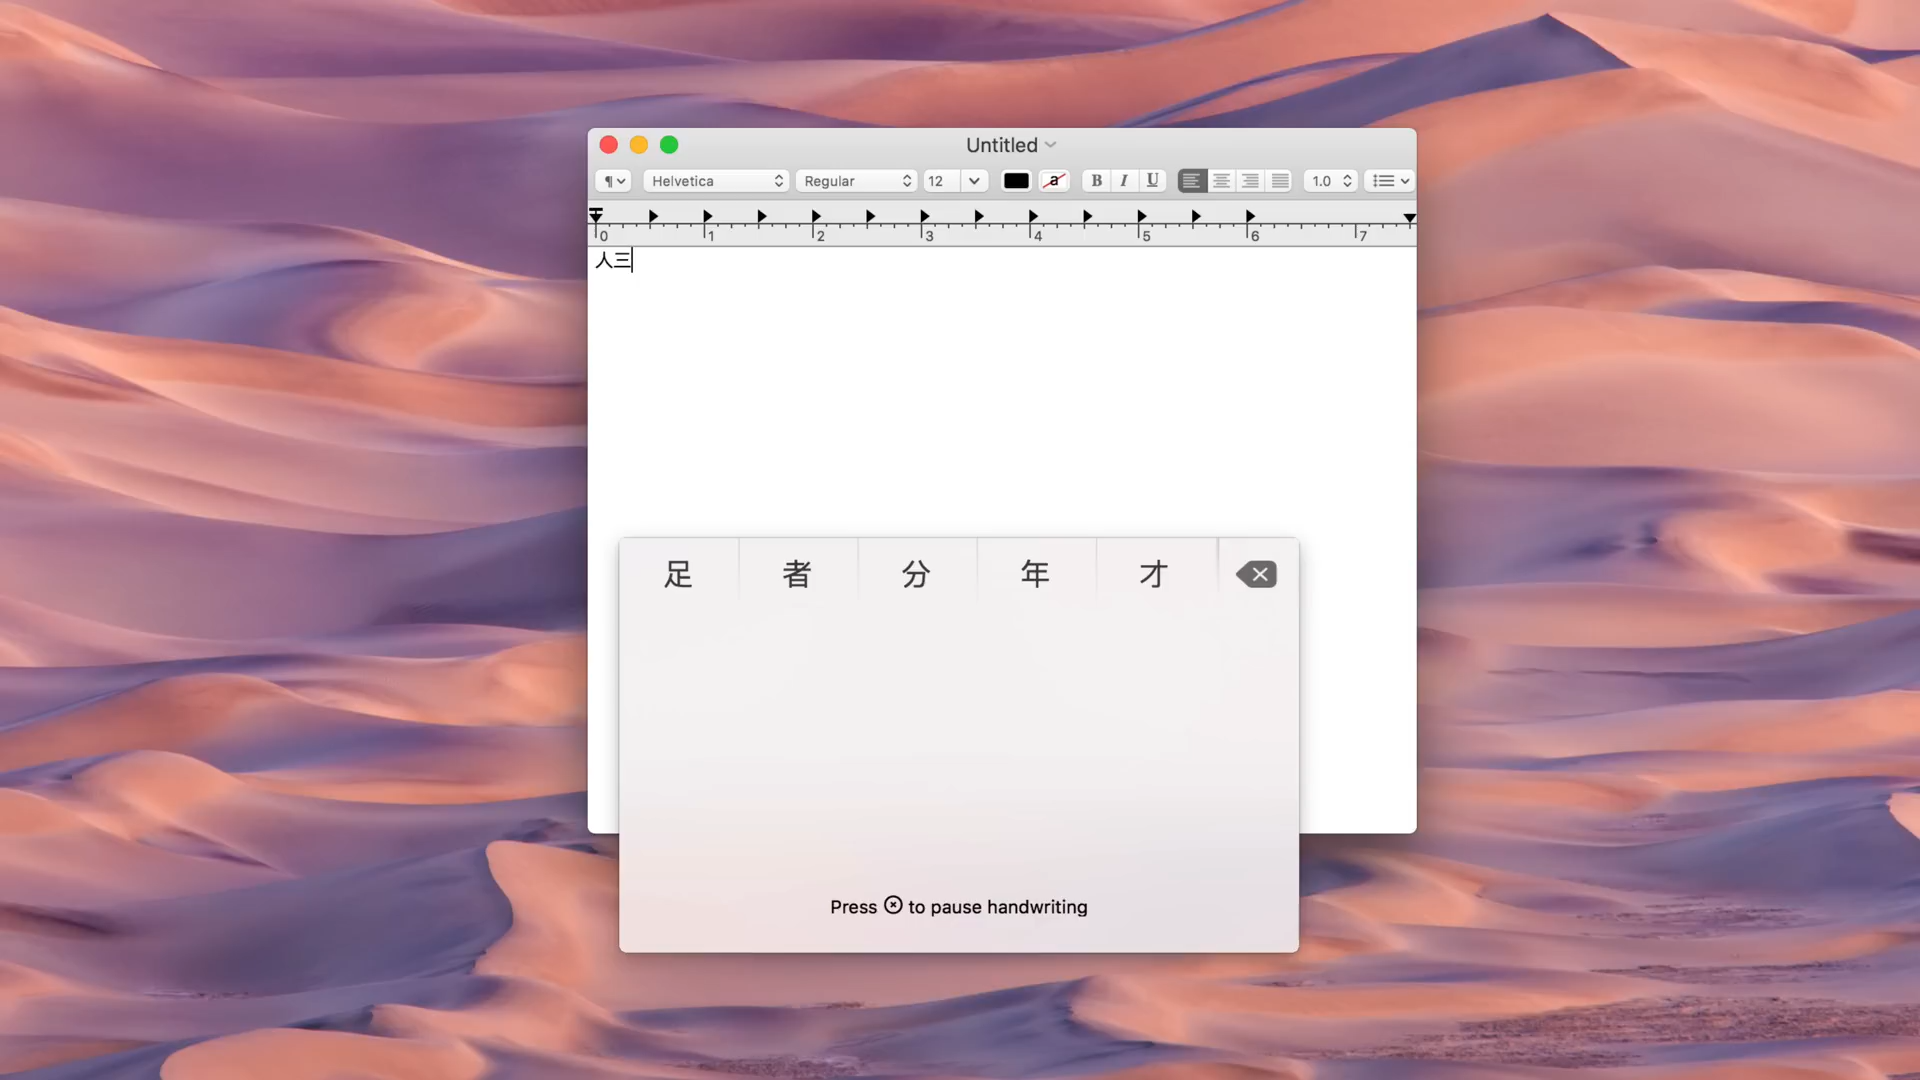 Untitled
¶ Helvetica Regular 12 a B I U 1.0
0 1 2 3 4 5 6 7
人三
足 者 分 年 才
Press ⊗ to pause handwriting